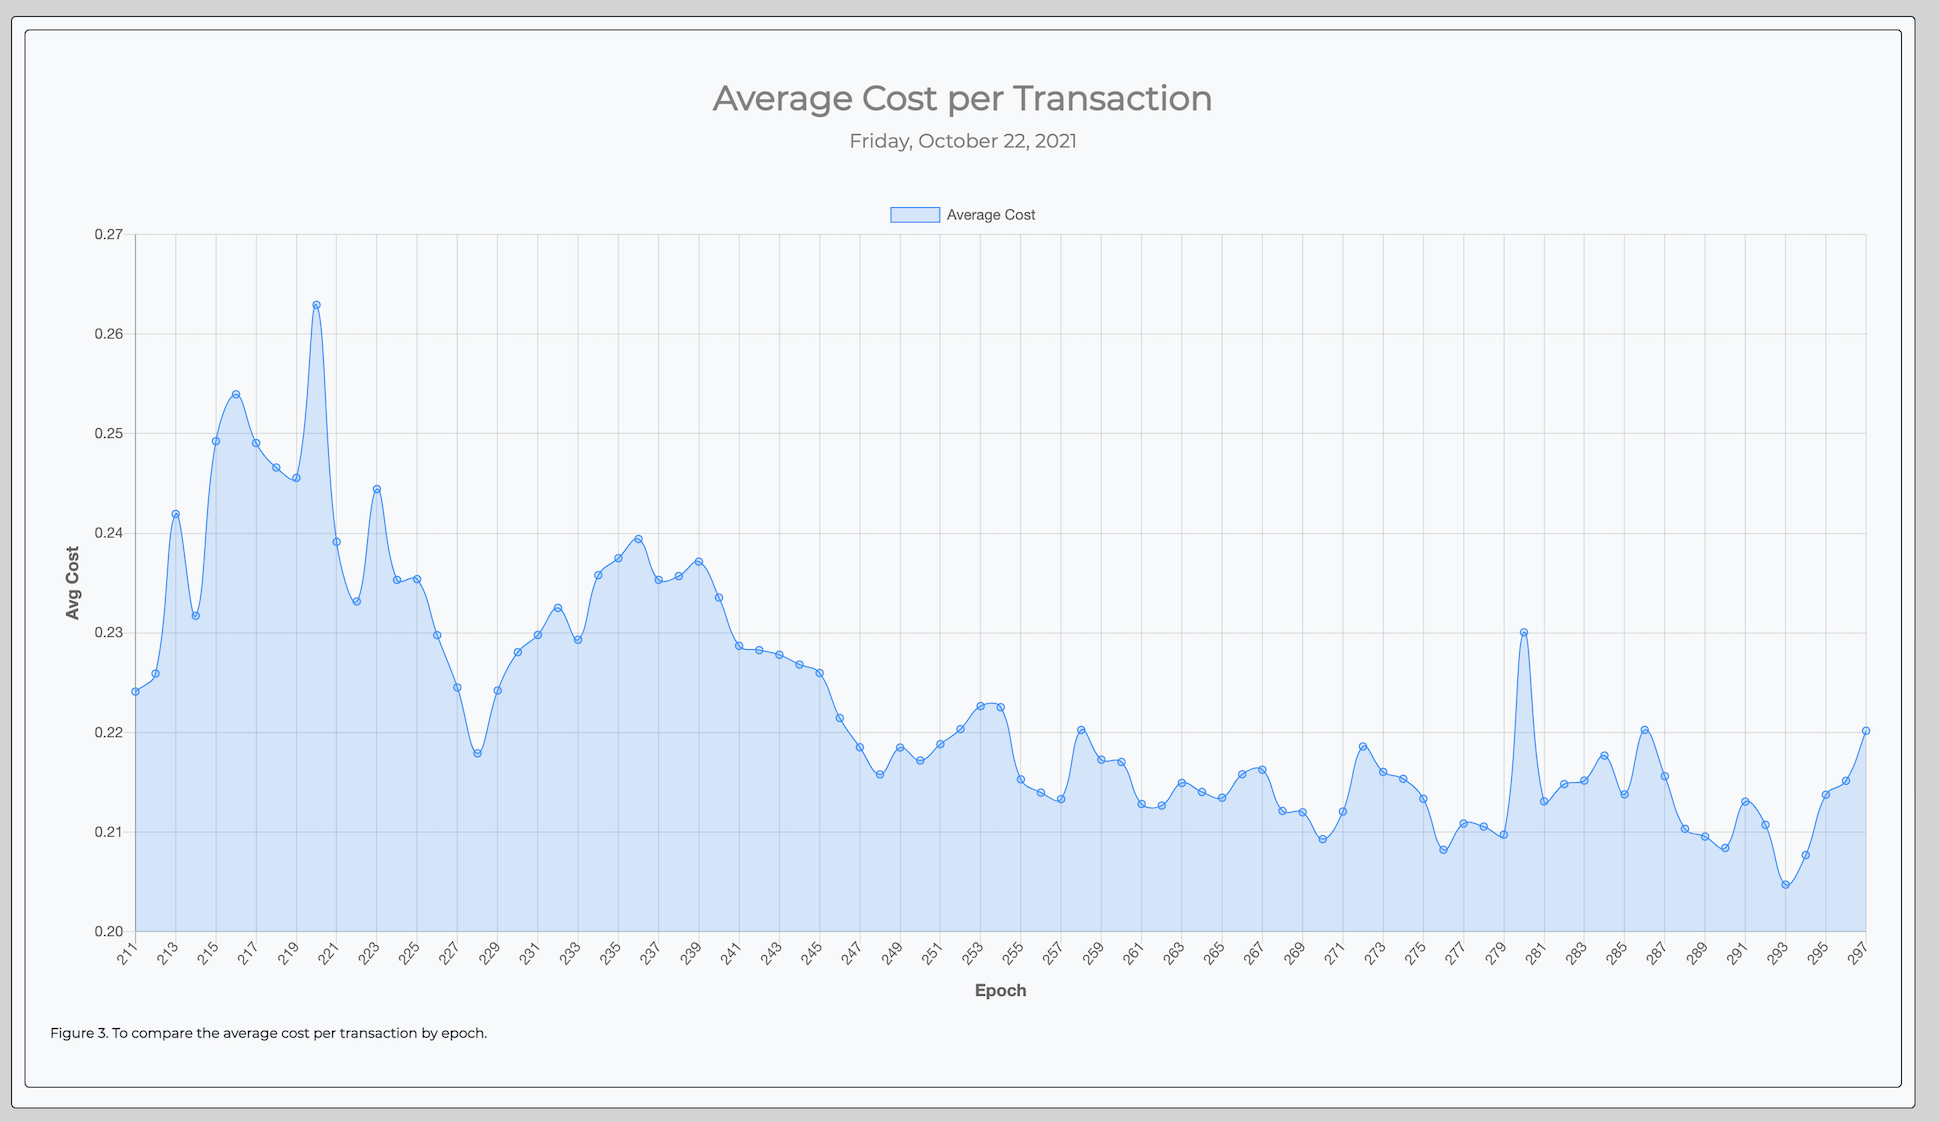 Average Cost per Transaction
Friday, October 22, 2021
Average Cost
0.27
0.26
0.25
0.24
0.23
0.22
0.21
0.20
Avg Cost
211 213 215 217 219 221 223 225 227 229 231 233 235 237 239 241 243 245 247 249 251 253 255 257 259 261 263 265 267 269 271 273 275 277 279 281 283 285 287 289 291 293 295 297
Epoch
Figure 3. To compare the average cost per transaction by epoch.